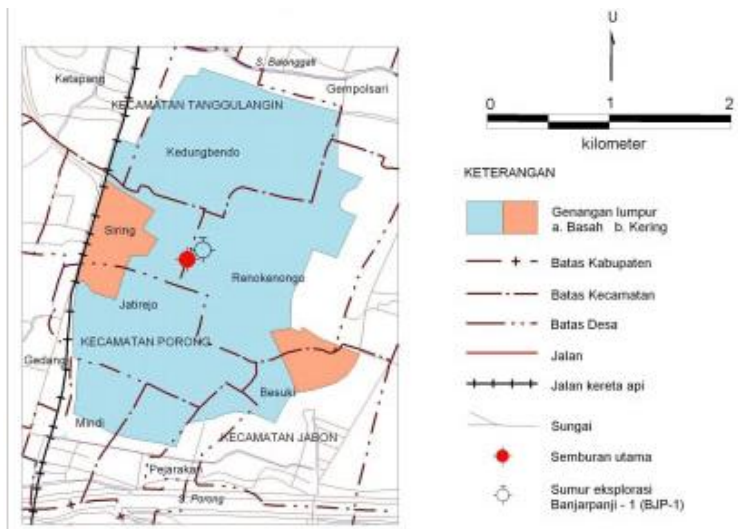 S. Balonggati
Ketapang
Gempolsari
KECAMATAN TANGGULANGIN
Kedungbendo
Siring
Renokenongo
Jatirejo
KECAMATAN PORONG
Gedang
Besuki
Mindi
KECAMATAN JABON
Pejarakan
S. Porong
U
0 1 2
kilometer
KETERANGAN
Genangan lumpur
a. Basah b. Kering
Batas Kabupaten
Batas Kecamatan
Batas Desa
Jalan
Jalan kereta api
Sungai
Semburan utama
Sumur eksplorasi
Banjarpanji - 1 (BJP-1)